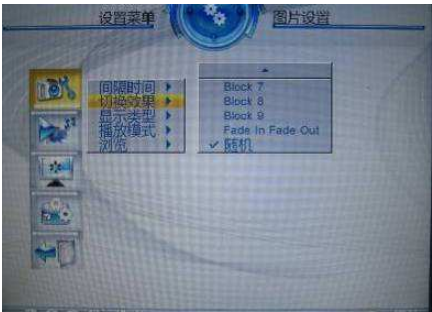 设置菜单
图片设置
间隔时间
切换效果
显示类型
播放模式
浏览
Block 7
Block 8
Block 9
Fade In Fade Out
随机